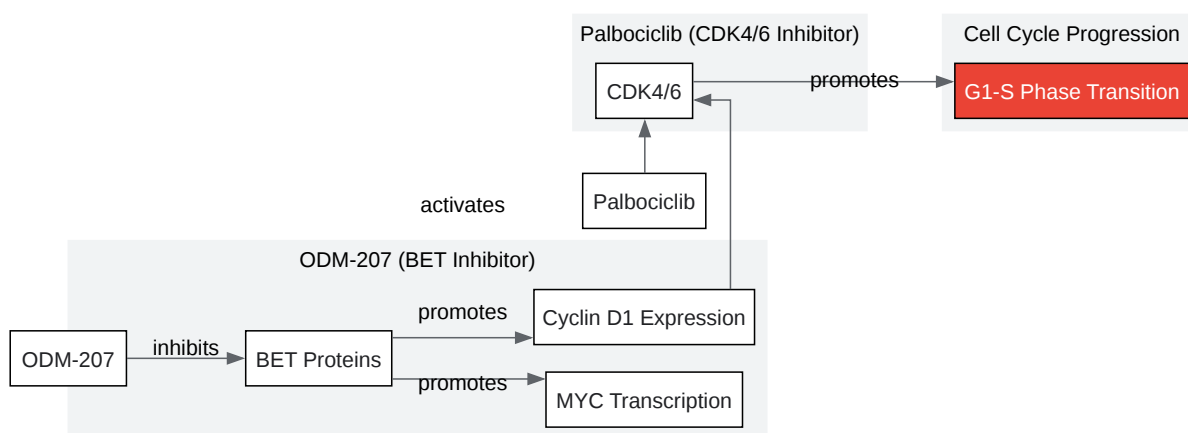 Palbociclib (CDK4/6 Inhibitor)
Cell Cycle Progression
CDK4/6
promotes
G1-S Phase Transition
Palbociclib
activates
ODM-207 (BET Inhibitor)
promotes
Cyclin D1 Expression
ODM-207
inhibits
BET Proteins
promotes
MYC Transcription